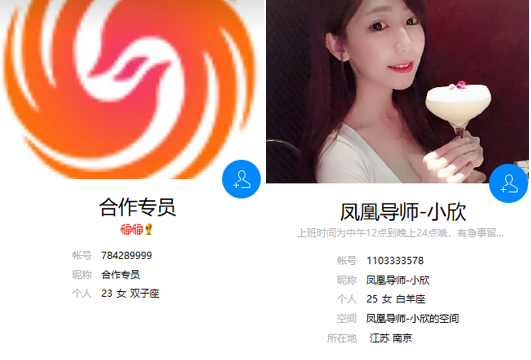 合作专员
帐号 784289999
昵称 合作专员
个人 23 女 双子座
凤凰导师-小欣
上班时间为中午12点到晚上24点哦，有急事留...
帐号 1103333578
昵称 凤凰导师-小欣
个人 25 女 白羊座
空间 凤凰导师-小欣的空间
所在地 江苏 南京